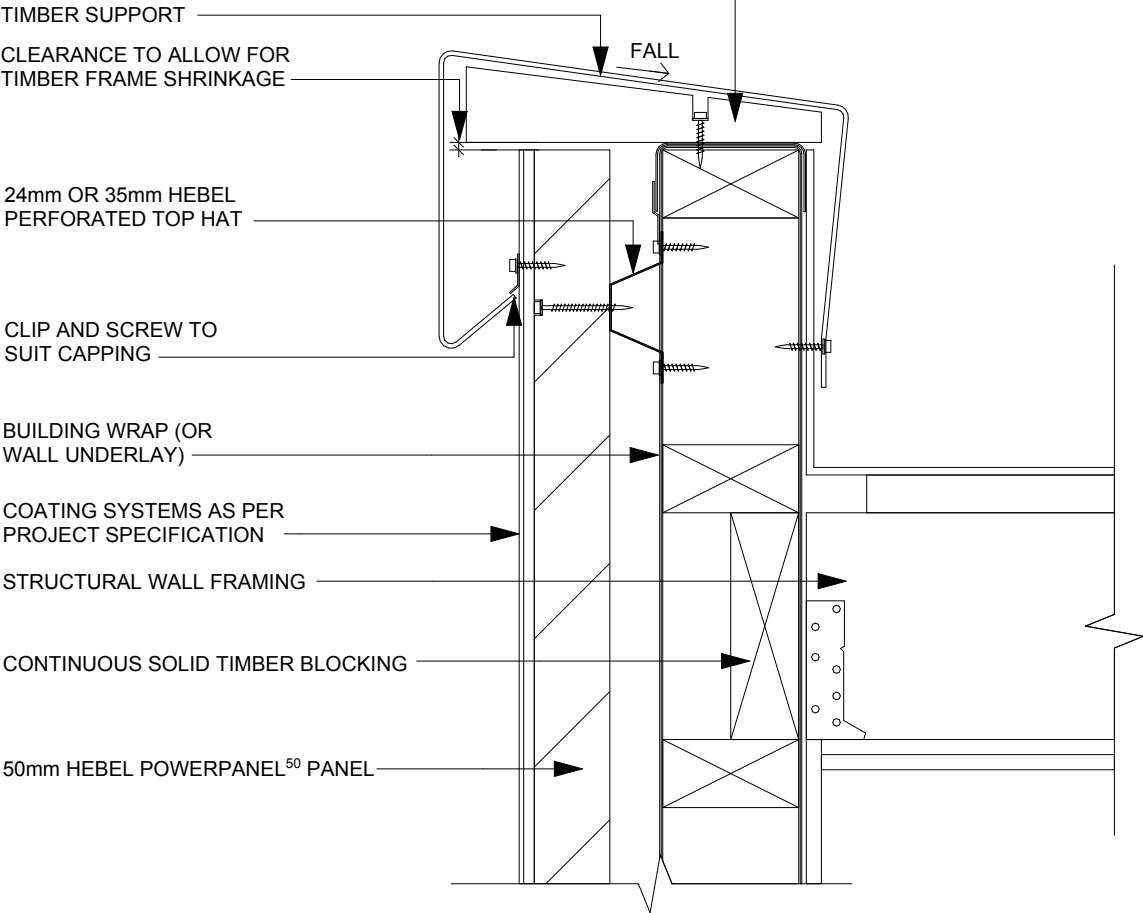 TIMBER SUPPORT
CLEARANCE TO ALLOW FOR
TIMBER FRAME SHRINKAGE
FALL
24mm OR 35mm HEBEL
PERFORATED TOP HAT
CLIP AND SCREW TO
SUIT CAPPING
BUILDING WRAP (OR
WALL UNDERLAY)
COATING SYSTEMS AS PER
PROJECT SPECIFICATION
STRUCTURAL WALL FRAMING
CONTINUOUS SOLID TIMBER BLOCKING
50mm HEBEL POWERPANEL⁵⁰ PANEL